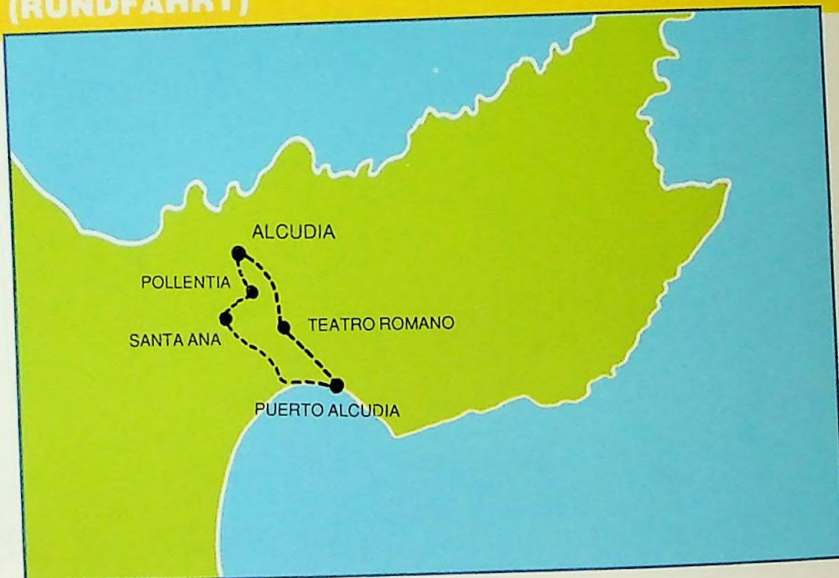 (RUNDFAHRT)
ALCUDIA
POLLENTIA
TEATRO ROMANO
SANTA ANA
PUERTO ALCUDIA